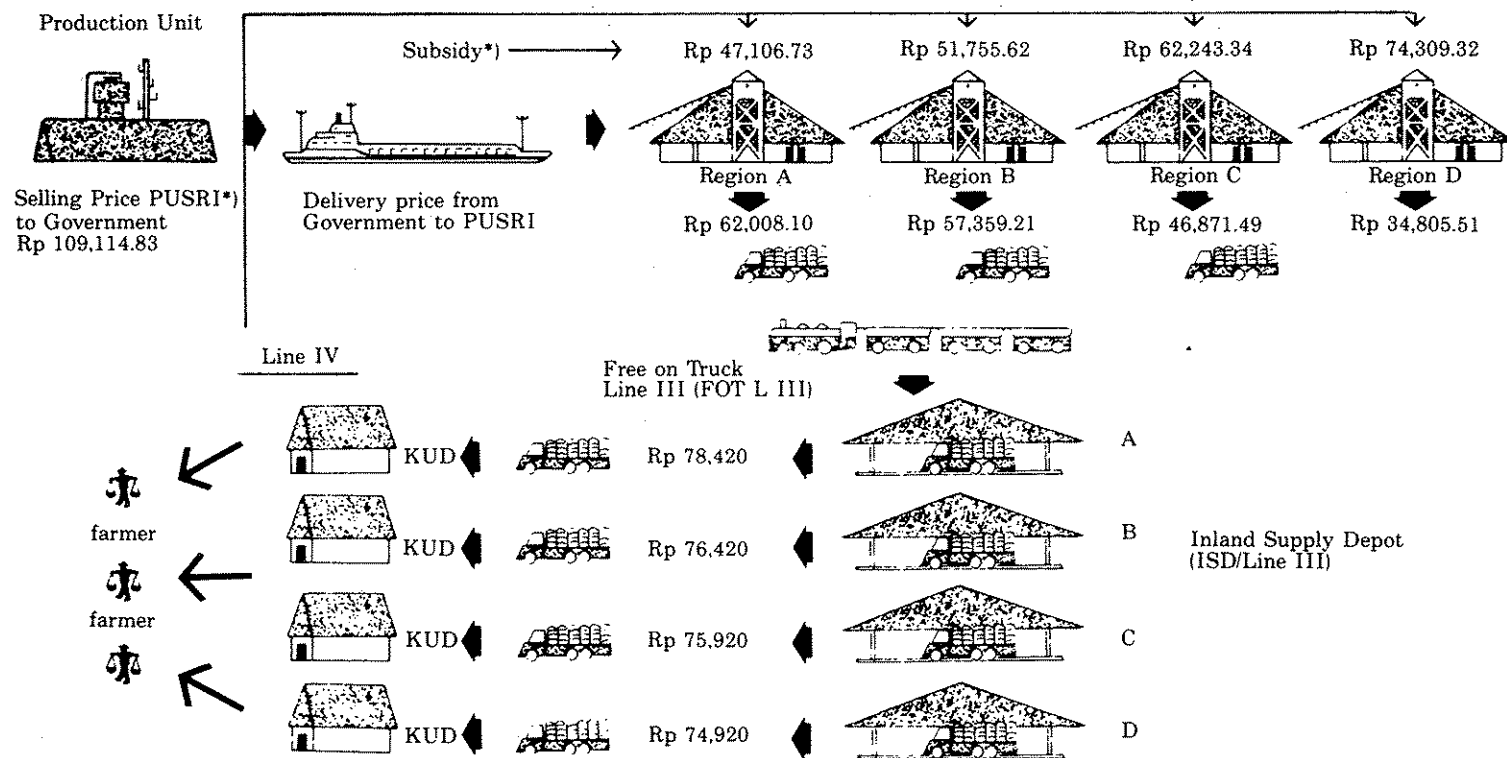 Production Unit
Subsidy*)
Rp 47,106.73
Rp 51,755.62
Rp 62,243.34
Rp 74,309.32
Region A
Region B
Region C
Region D
Selling Price PUSRI*)
to Government
Rp 109,114.83
Delivery price from
Government to PUSRI
Rp 62,008.10
Rp 57,359.21
Rp 46,871.49
Rp 34,805.51
Line IV
Free on Truck
Line III (FOT L III)
KUD
Rp 78,420
A
farmer
KUD
Rp 76,420
B
Inland Supply Depot
(ISD/Line III)
farmer
KUD
Rp 75,920
C
KUD
Rp 74,920
D